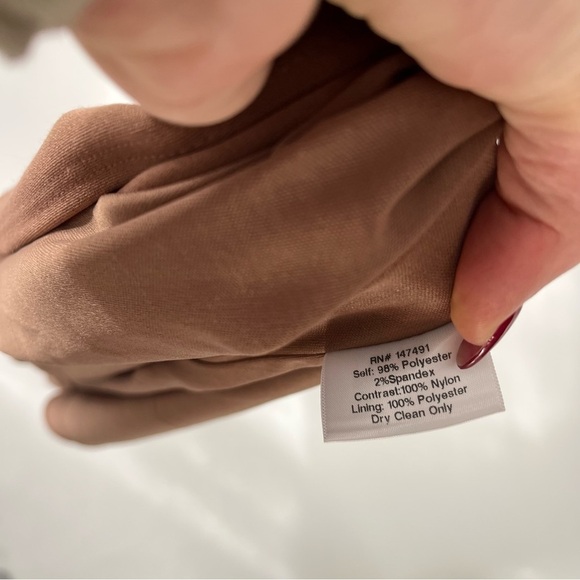 RN# 147491
Self: 98% Polyester
2%Spandex
Contrast:100% Nylon
Lining: 100% Polyester
Dry Clean Only